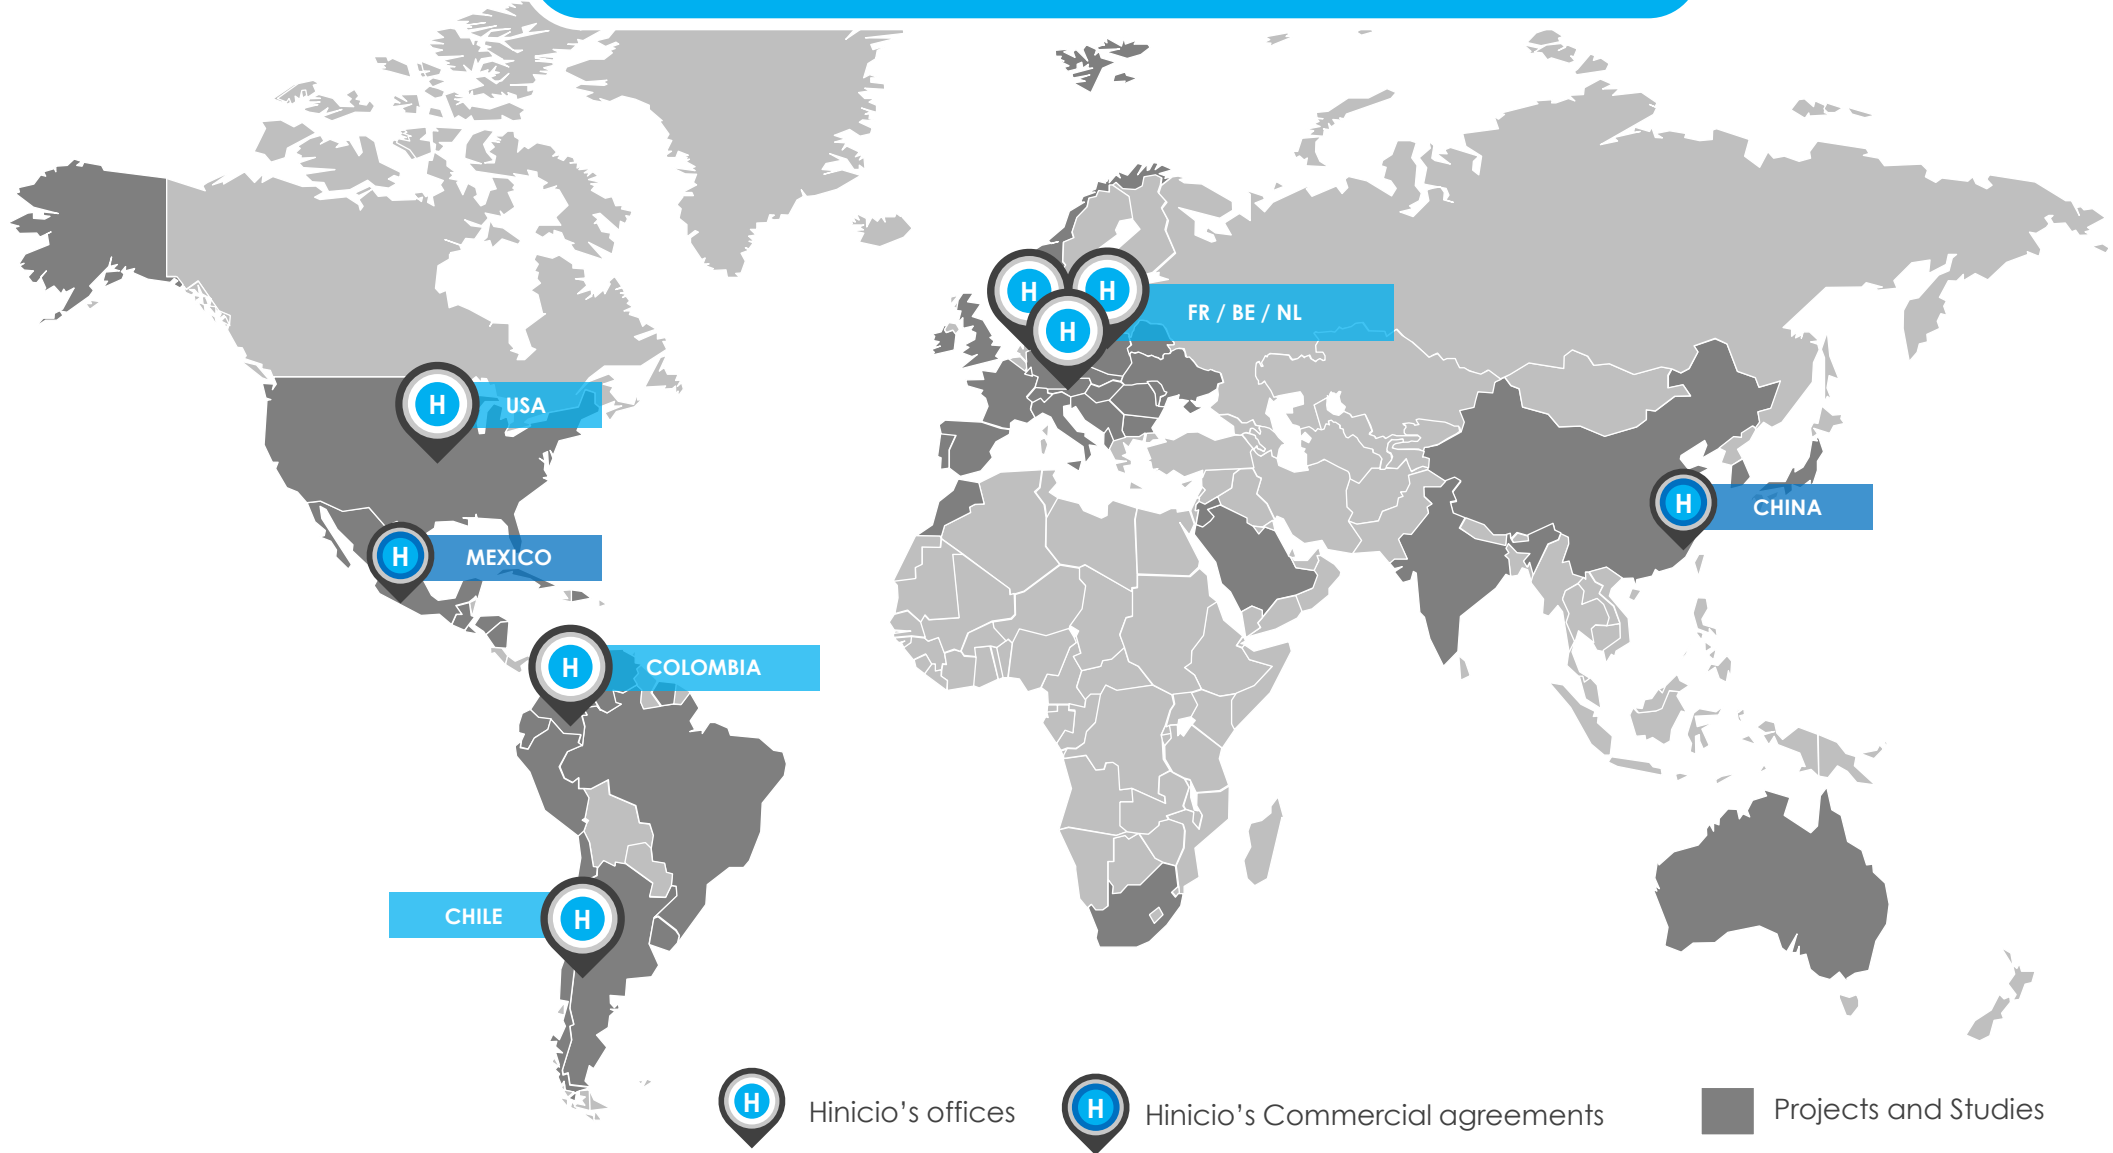 H
H
FR / BE / NL
H
H
USA
H
CHINA
H
MEXICO
H
COLOMBIA
CHILE
H
H
Hinicio’s offices
H
Hinicio’s Commercial agreements
Projects and Studies